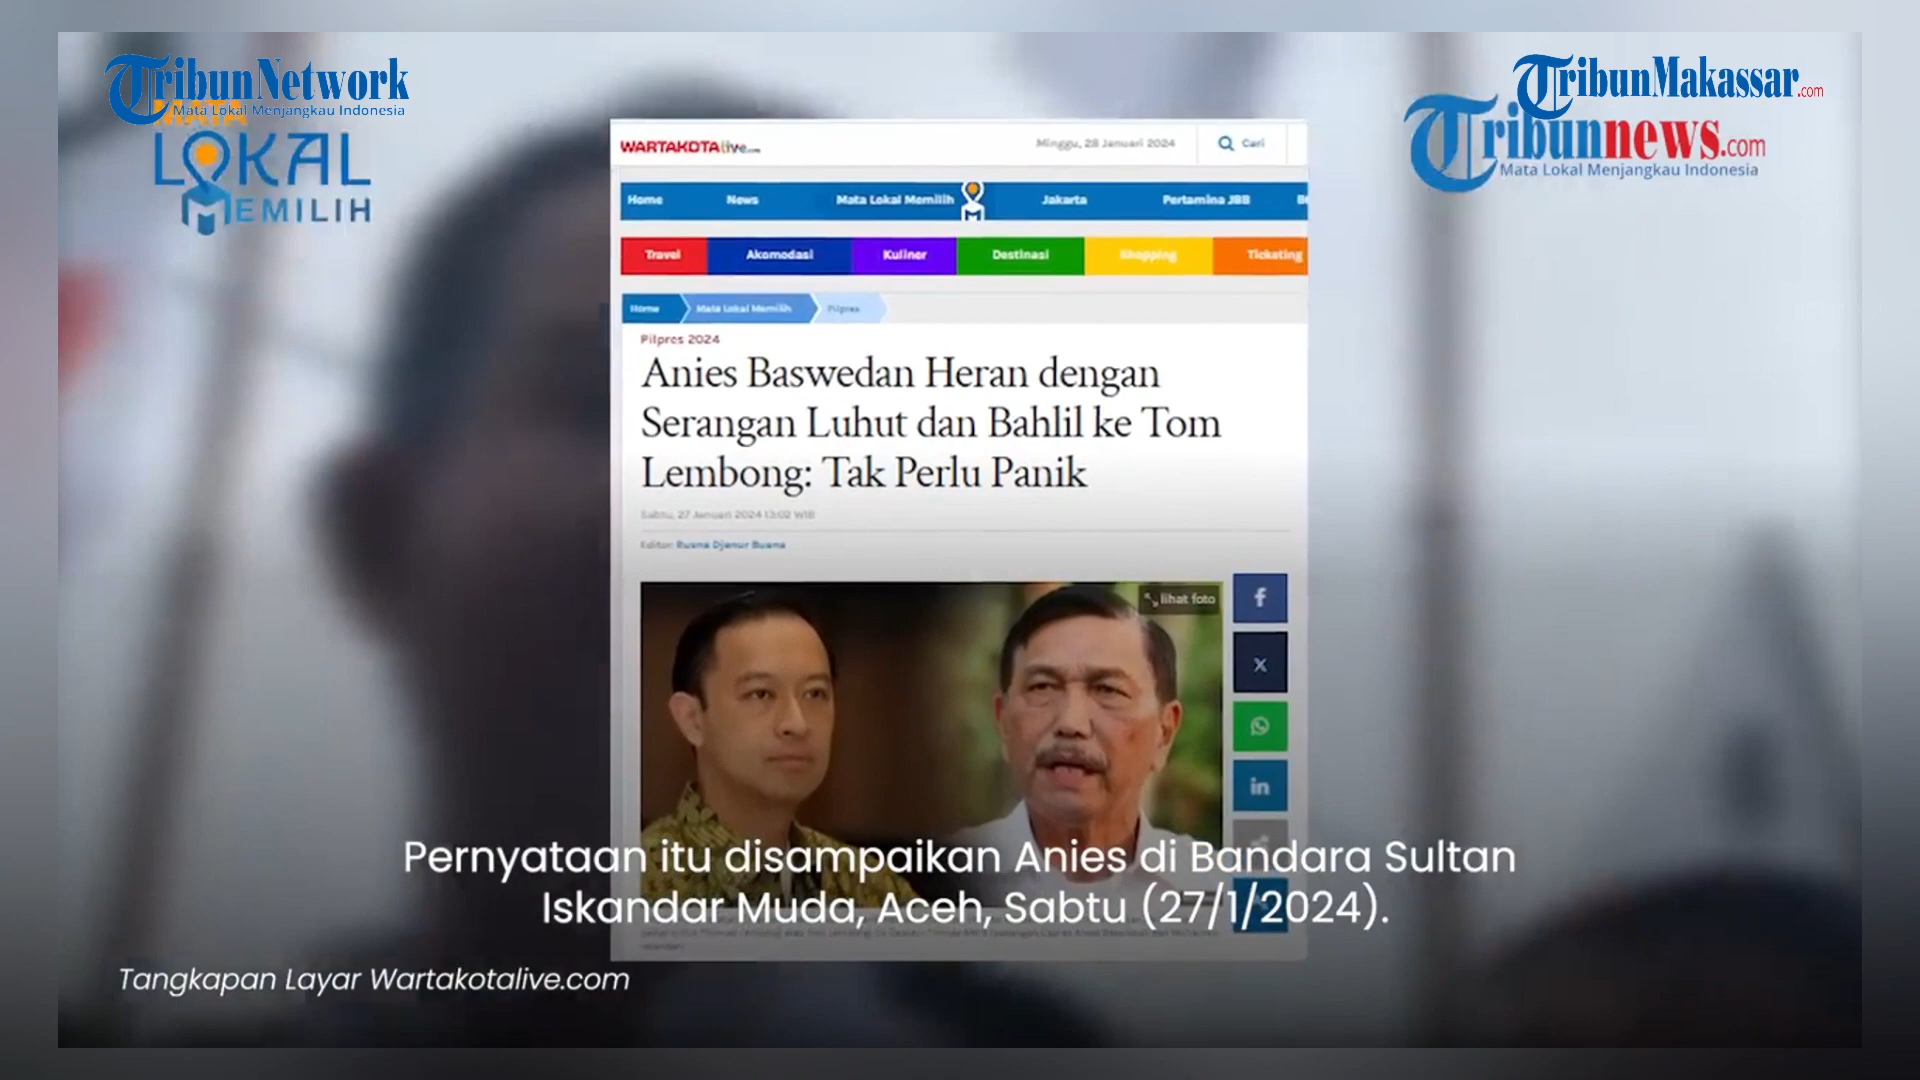 TribunNetwork
Mata Lokal Menjangkau Indonesia
MATA
LOKAL
MEMILIH
TribunMakassar.com
Tribunnews.com
Mata Lokal Menjangkau Indonesia
WARTAKOTAlive.com
Minggu, 28 Januari 2024
Cari
Home News Mata Lokal Memilih Jakarta Pertamina JBB
Travel Akomodasi Kuliner Destinasi Shopping Ticketing
Home Mata Lokal Memilih Pilpres
Pilpres 2024
Anies Baswedan Heran dengan
Serangan Luhut dan Bahlil ke Tom
Lembong: Tak Perlu Panik
Sabtu, 27 Januari 2024 13:02 WIB
Editor: Rusna Djanur Buana
lihat foto
Pernyataan itu disampaikan Anies di Bandara Sultan
Iskandar Muda, Aceh, Sabtu (27/1/2024).
Tangkapan Layar Wartakotalive.com